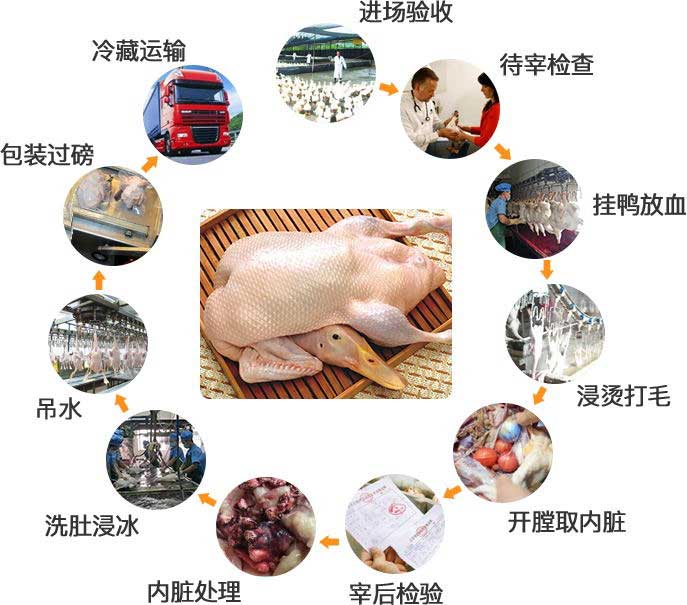 进场验收
待宰检查
挂鸭放血
浸烫打毛
开膛取内脏
宰后检验
内脏处理
洗肚浸冰
吊水
包装过磅
冷藏运输